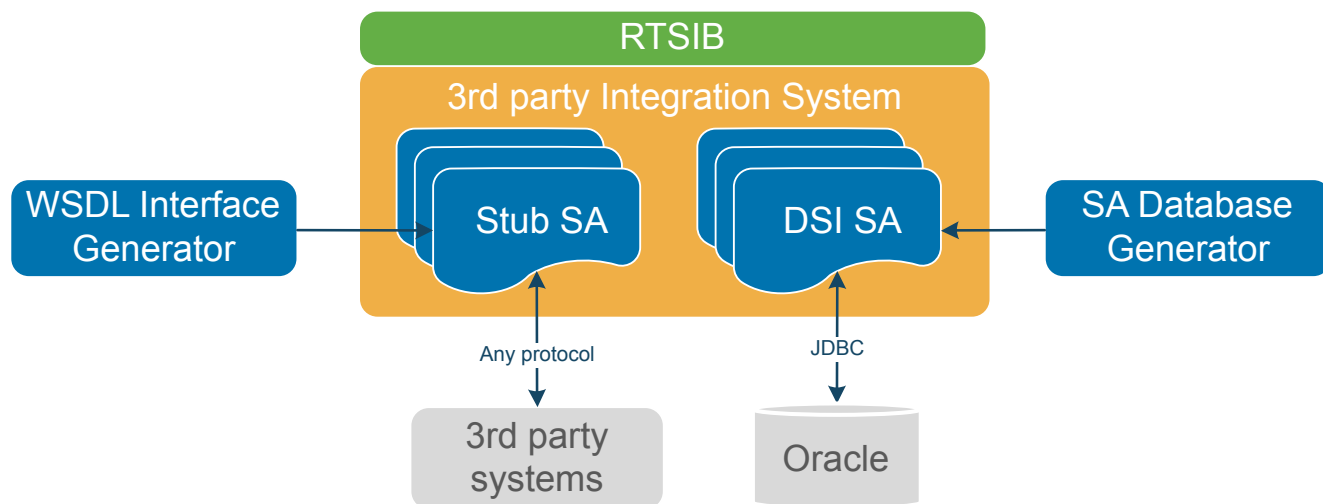 RTSIB
3rd party Integration System
WSDL Interface
Generator
Stub SA
DSI SA
SA Database
Generator
Any protocol
JDBC
3rd party
systems
Oracle